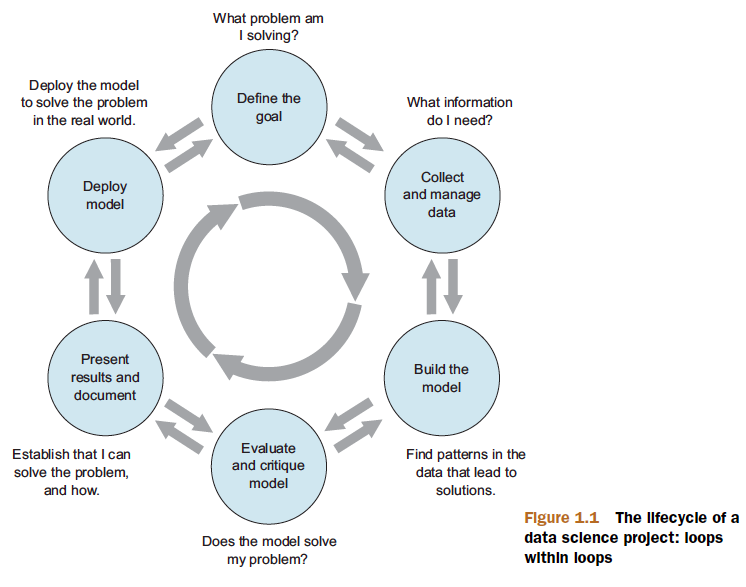 What problem am
I solving?
Define the
goal
Deploy the model
to solve the problem
in the real world.
What information
do I need?
Deploy
model
Collect
and manage
data
Present
results and
document
Build the
model
Evaluate
and critique
model
Establish that I can
solve the problem,
and how.
Find patterns in the
data that lead to
solutions.
Does the model solve
my problem?
Figure 1.1 The lifecycle of a
data science project: loops
within loops